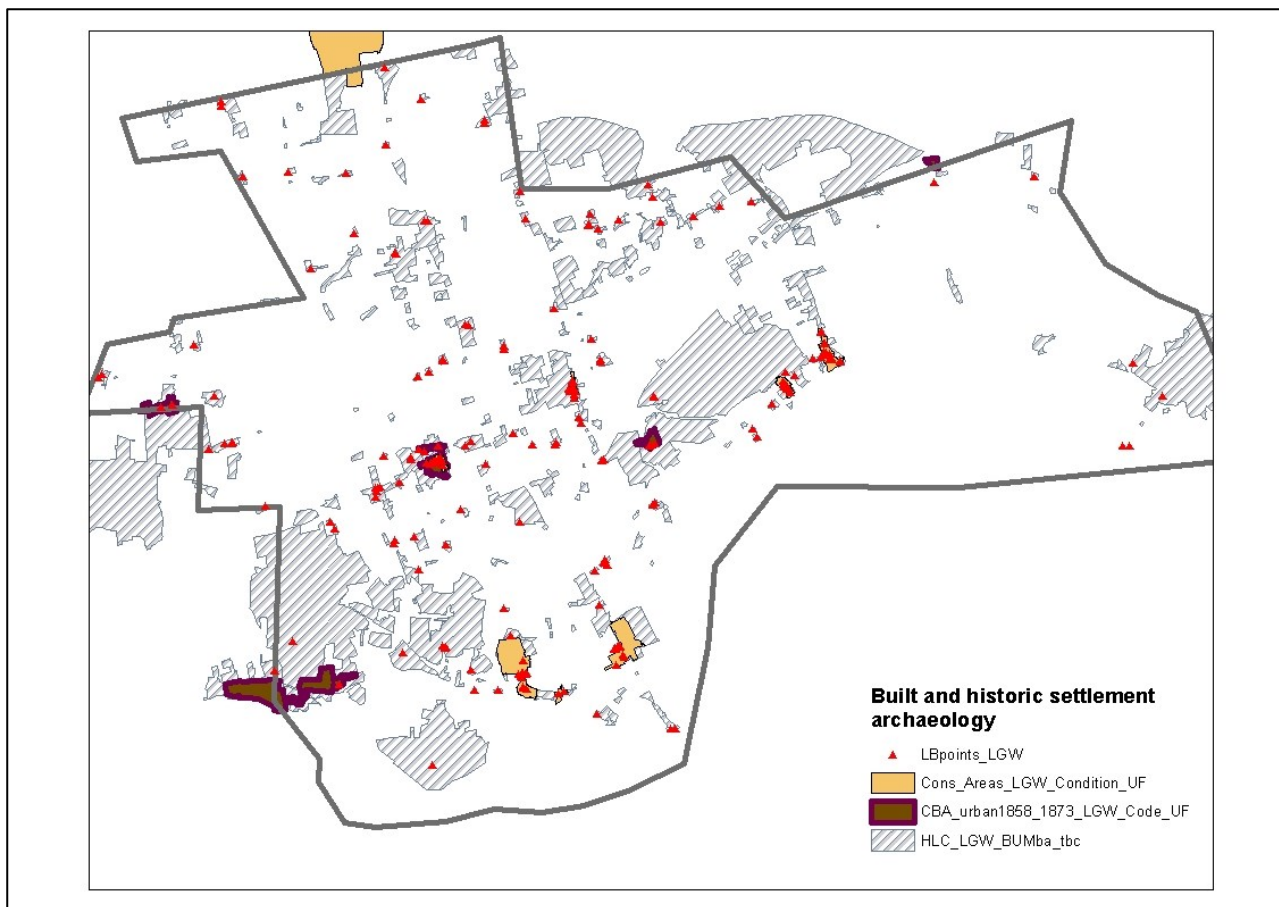 Built and historic settlement
archaeology
LBpoints_LGW
Cons_Areas_LGW_Condition_UF
CBA_urban1858_1873_LGW_Code_UF
HLC_LGW_BUMba_tbc